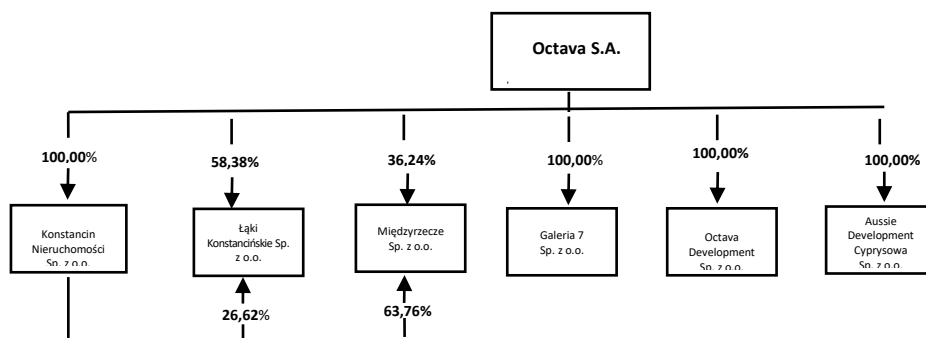 Octava S.A.
,
100,00%
58,38%
36,24%
100,00%
100,00%
100,00%
Konstancin
Nieruchomości
Sp. z o.o.
Łąki
Konstancińskie Sp.
z o.o.
Międzyrzecze
Sp. z o.o.
Galeria 7
Sp. z o.o.
Octava
Development
Sp. z o.o.
Aussie
Development
Cyprysowa
Sp. z o.o.
26,62%
63,76%